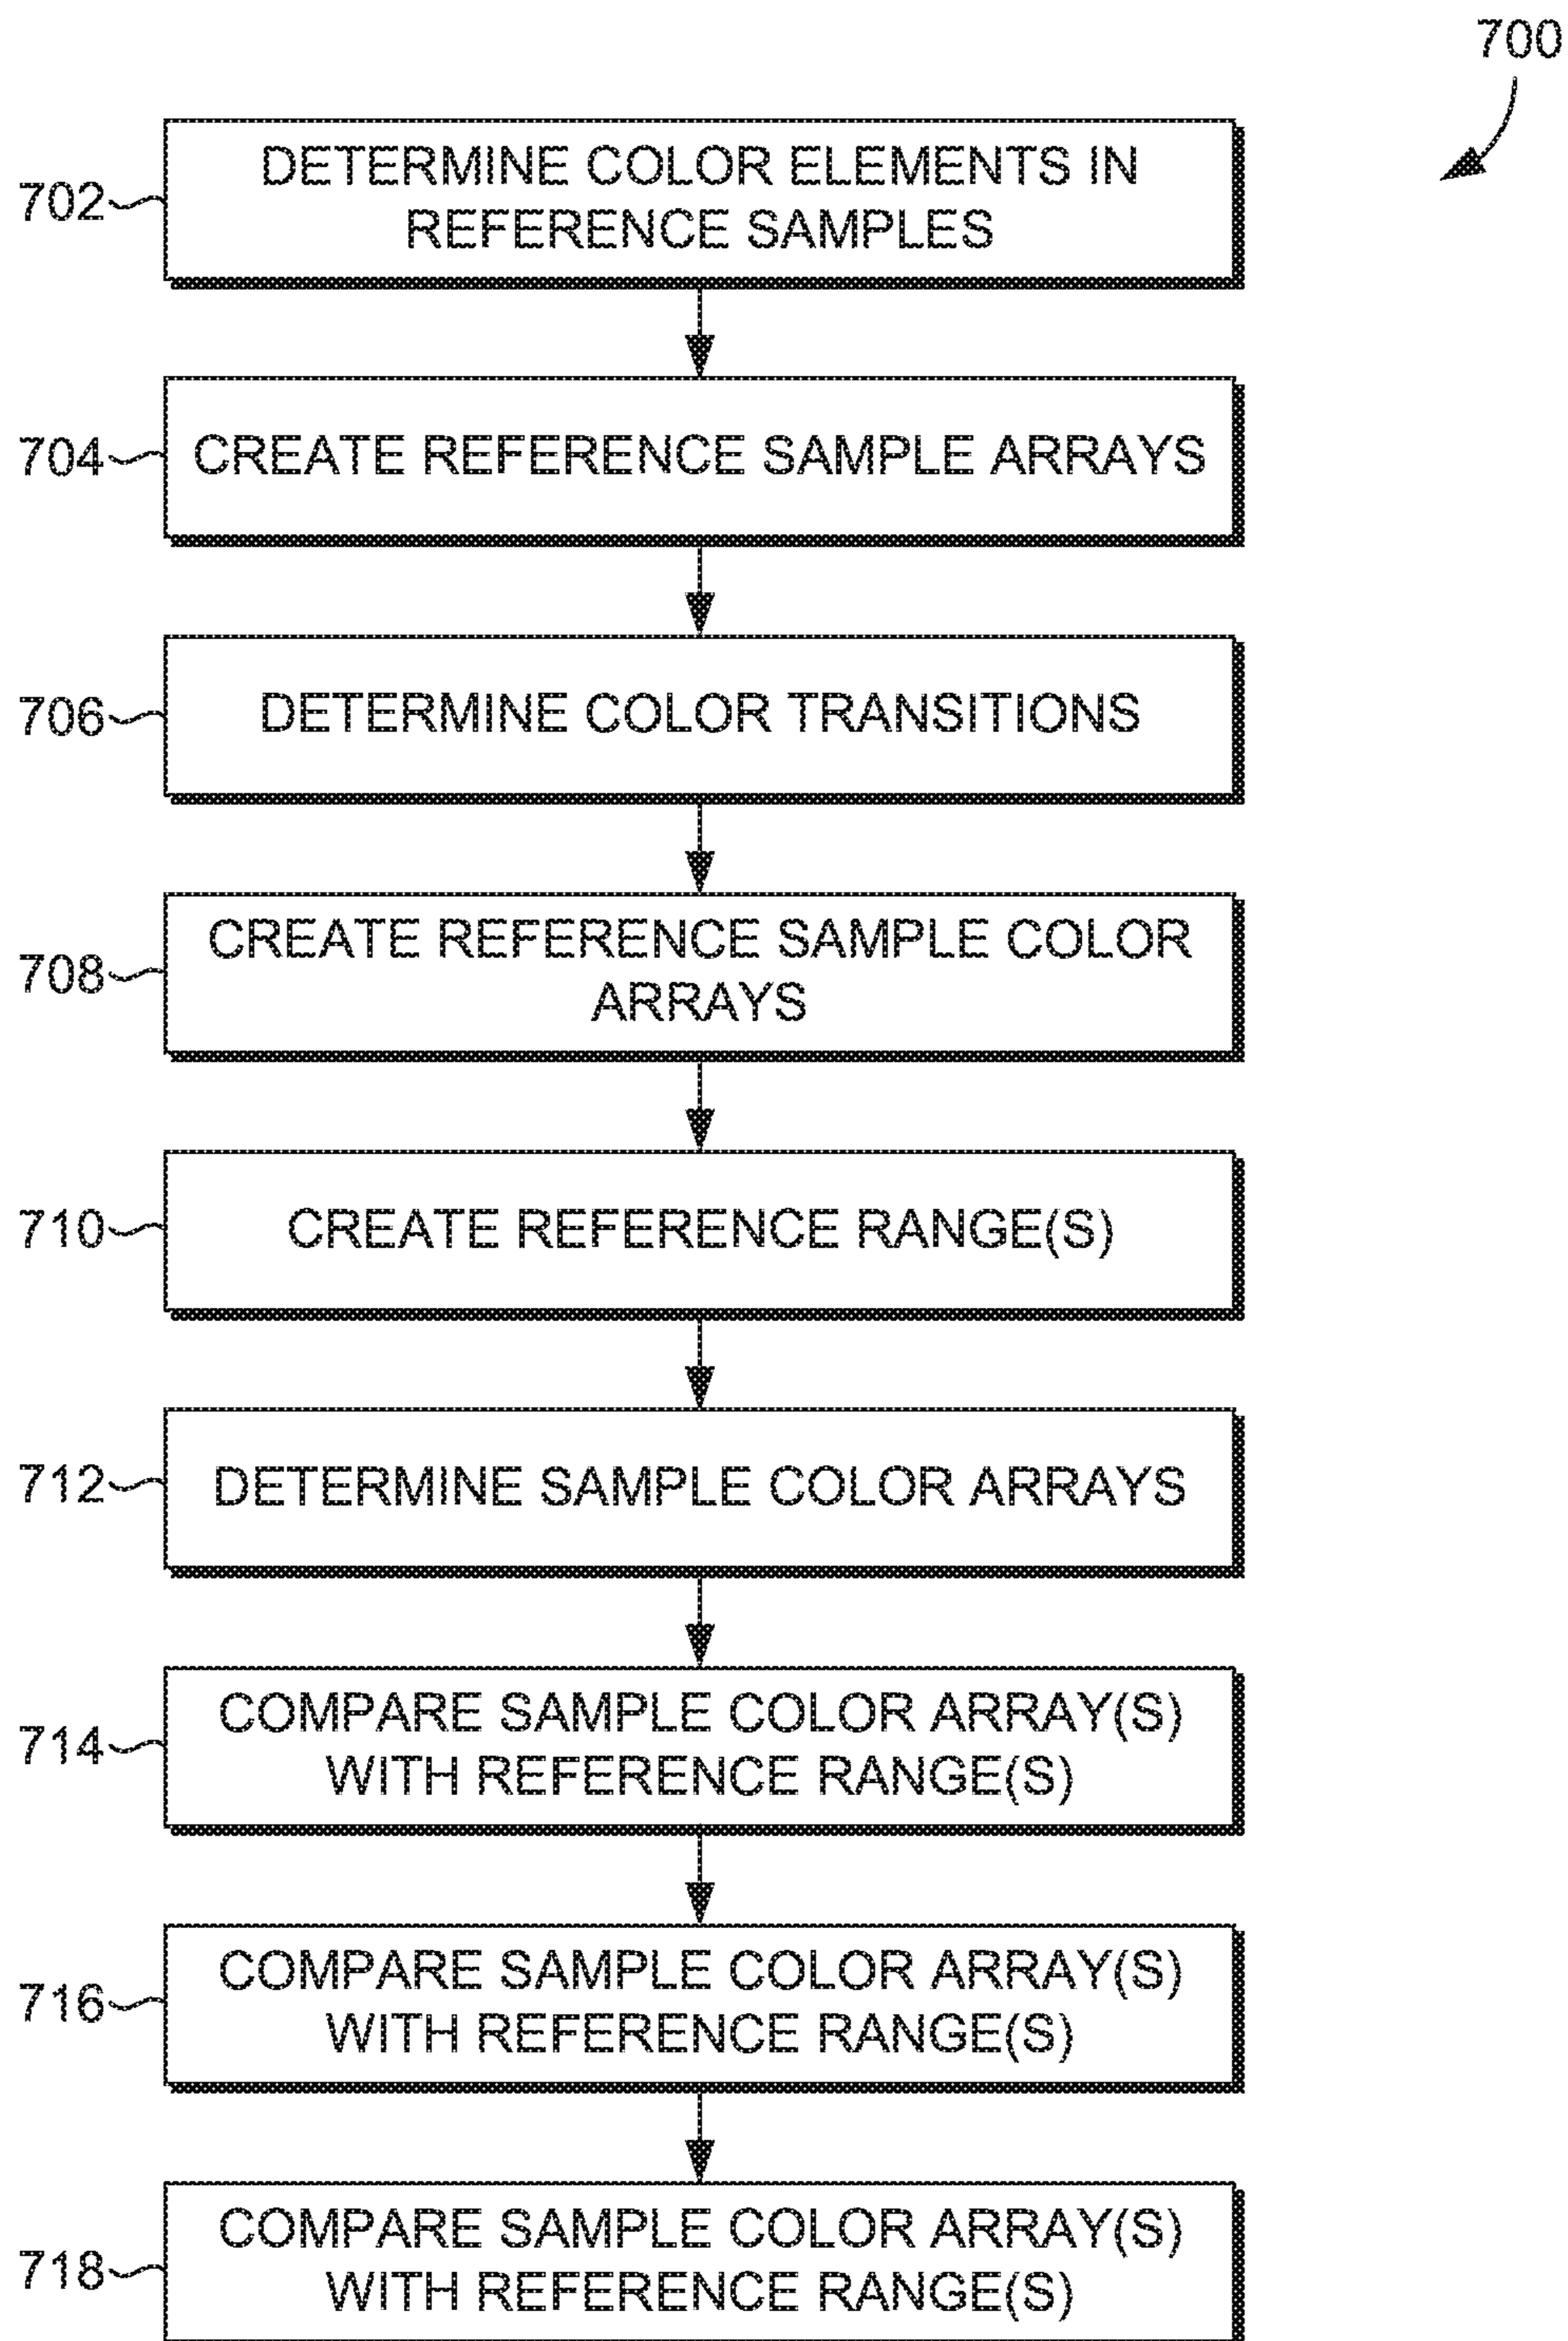 700
702
DETERMINE COLOR ELEMENTS IN
REFERENCE SAMPLES
704
CREATE REFERENCE SAMPLE ARRAYS
706
DETERMINE COLOR TRANSITIONS
708
CREATE REFERENCE SAMPLE COLOR
ARRAYS
710
CREATE REFERENCE RANGE(S)
712
DETERMINE SAMPLE COLOR ARRAYS
714
COMPARE SAMPLE COLOR ARRAY(S)
WITH REFERENCE RANGE(S)
716
COMPARE SAMPLE COLOR ARRAY(S)
WITH REFERENCE RANGE(S)
718
COMPARE SAMPLE COLOR ARRAY(S)
WITH REFERENCE RANGE(S)